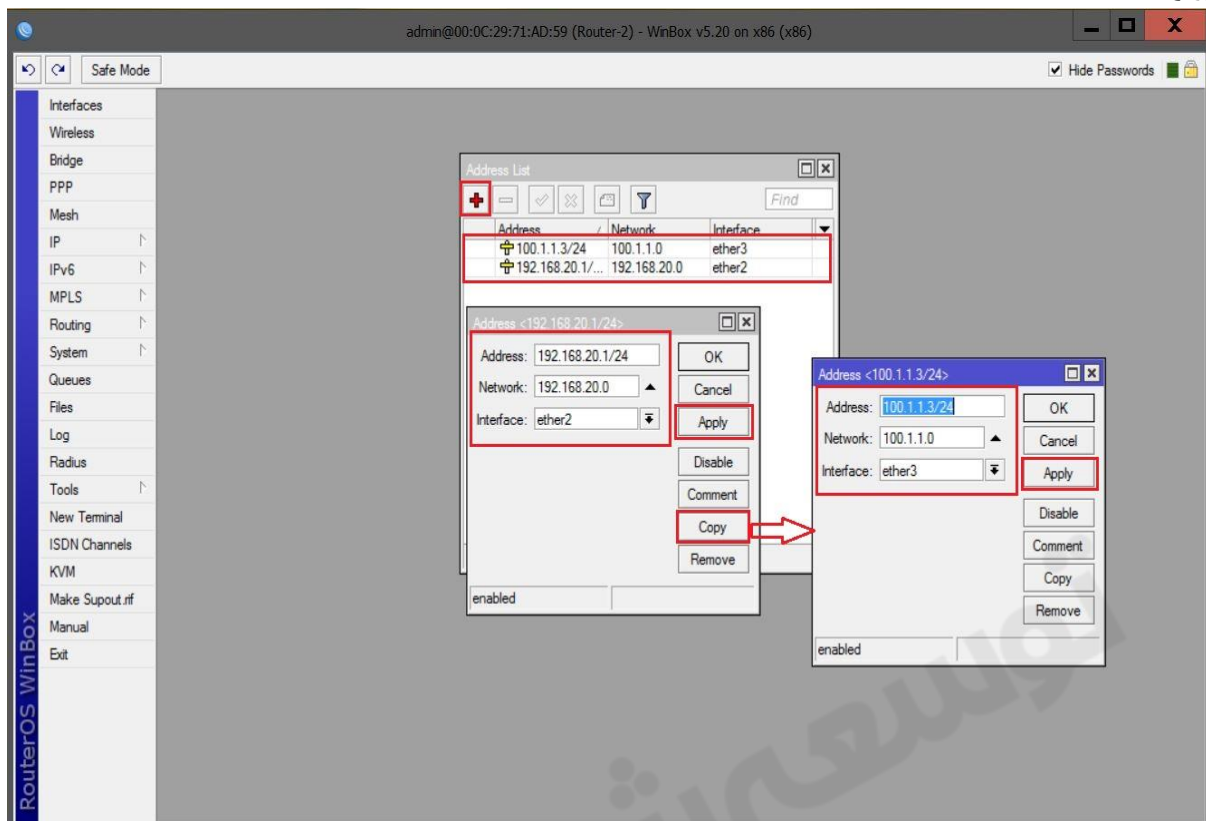 admin@00:0C:29:71:AD:59 (Router-2) - WinBox v5.20 on x86 (x86)
Safe Mode
Hide Passwords
Interfaces
Wireless
Bridge
PPP
Mesh
IP
IPv6
MPLS
Routing
System
Queues
Files
Log
Radius
Tools
New Terminal
ISDN Channels
KVM
Make Supout.rif
Manual
Exit
RouterOS WinBox
Address List
Find
Address / Network Interface
100.1.1.3/24 100.1.1.0 ether3
192.168.20.1/... 192.168.20.0 ether2
Address <192.168.20.1/24>
Address: 192.168.20.1/24
Network: 192.168.20.0
Interface: ether2
OK
Cancel
Apply
Disable
Comment
Copy
Remove
enabled
Address <100.1.1.3/24>
Address: 100.1.1.3/24
Network: 100.1.1.0
Interface: ether3
OK
Cancel
Apply
Disable
Comment
Copy
Remove
enabled
توسعه